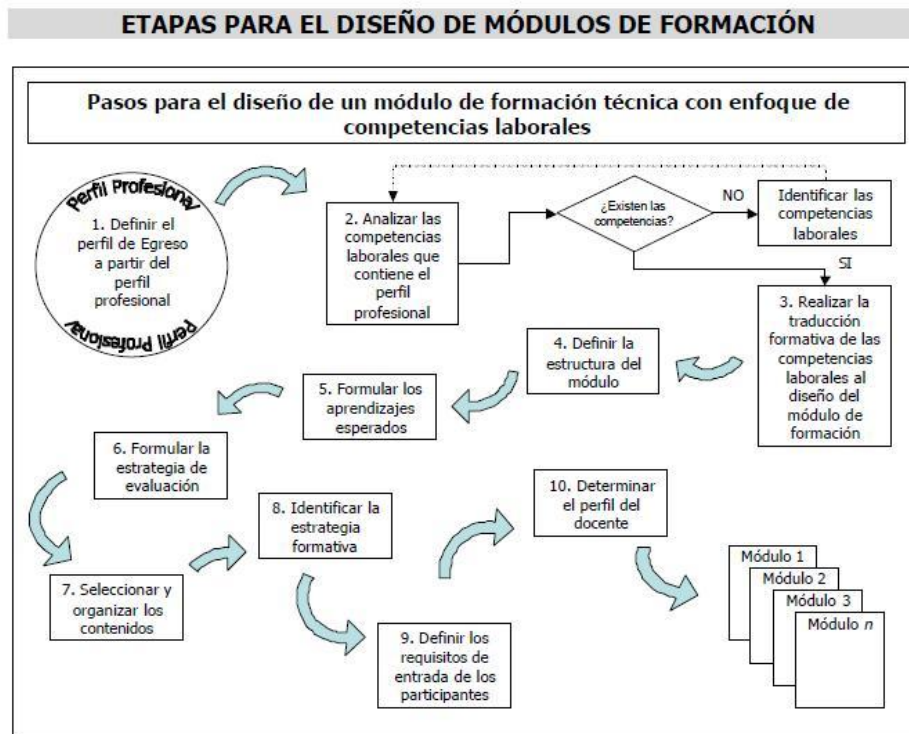 ETAPAS PARA EL DISEÑO DE MÓDULOS DE FORMACIÓN
Pasos para el diseño de un módulo de formación técnica con enfoque de
competencias laborales
Perfil Profesional
1. Definir el
perfil de Egreso
a partir del
perfil
profesional
Perfil Profesional
2. Analizar las
competencias
laborales que
contiene el
perfil
profesional
¿Existen las
competencias?
NO
Identificar las
competencias
laborales
SI
3. Realizar la
traducción
formativa de las
competencias
laborales al
diseño del
módulo de
formación
4. Definir la
estructura del
módulo
5. Formular los
aprendizajes
esperados
6. Formular la
estrategia de
evaluación
7. Seleccionar y
organizar los
contenidos
8. Identificar la
estrategia
formativa
9. Definir los
requisitos de
entrada de los
participantes
10. Determinar
el perfil del
docente
Módulo 1
Módulo 2
Módulo 3
Módulo n